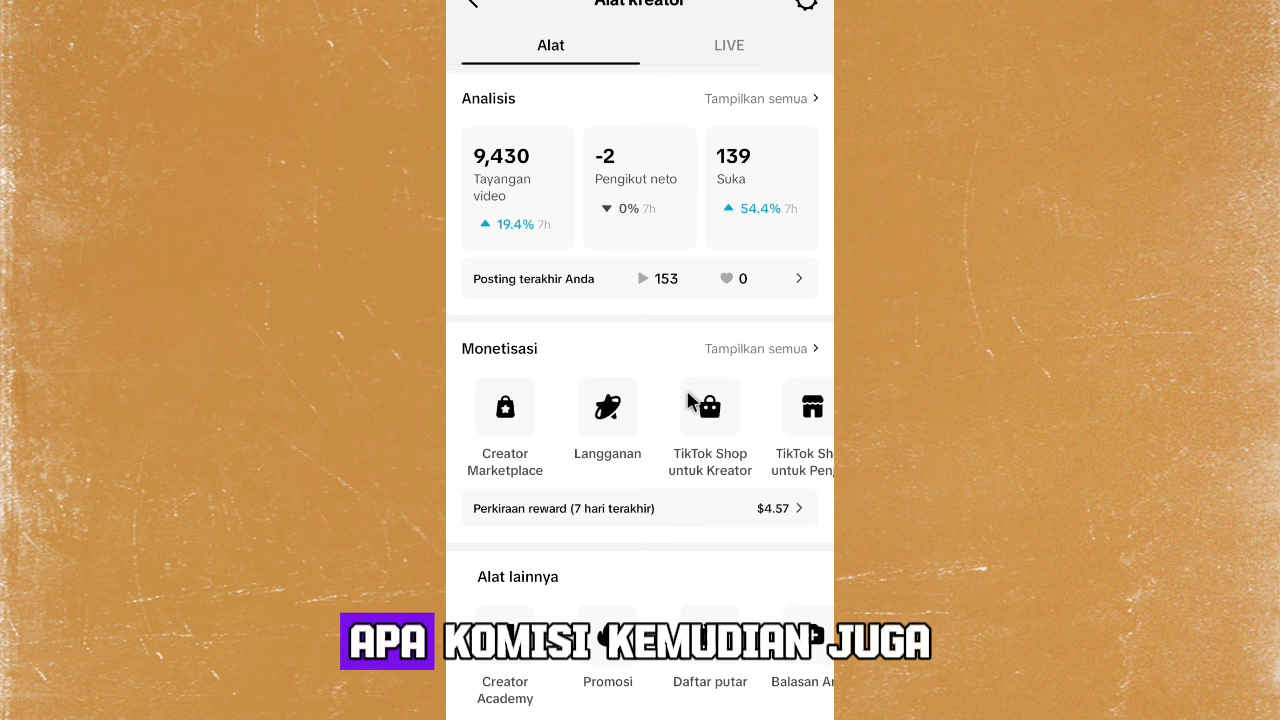 Alat kreator
Alat
LIVE
Analisis
Tampilkan semua
9,430
Tayangan
video
19.4% 7h
-2
Pengikut neto
0% 7h
139
Suka
54.4% 7h
Posting terakhir Anda
153
0
Monetisasi
Tampilkan semua
Creator
Marketplace
Langganan
TikTok Shop
untuk Kreator
TikTok Sh
untuk Pen
Perkiraan reward (7 hari terakhir)
$4.57
Alat lainnya
APA KOMISI KEMUDIAN JUGA
Creator
Academy
Promosi
Daftar putar
Balasan A